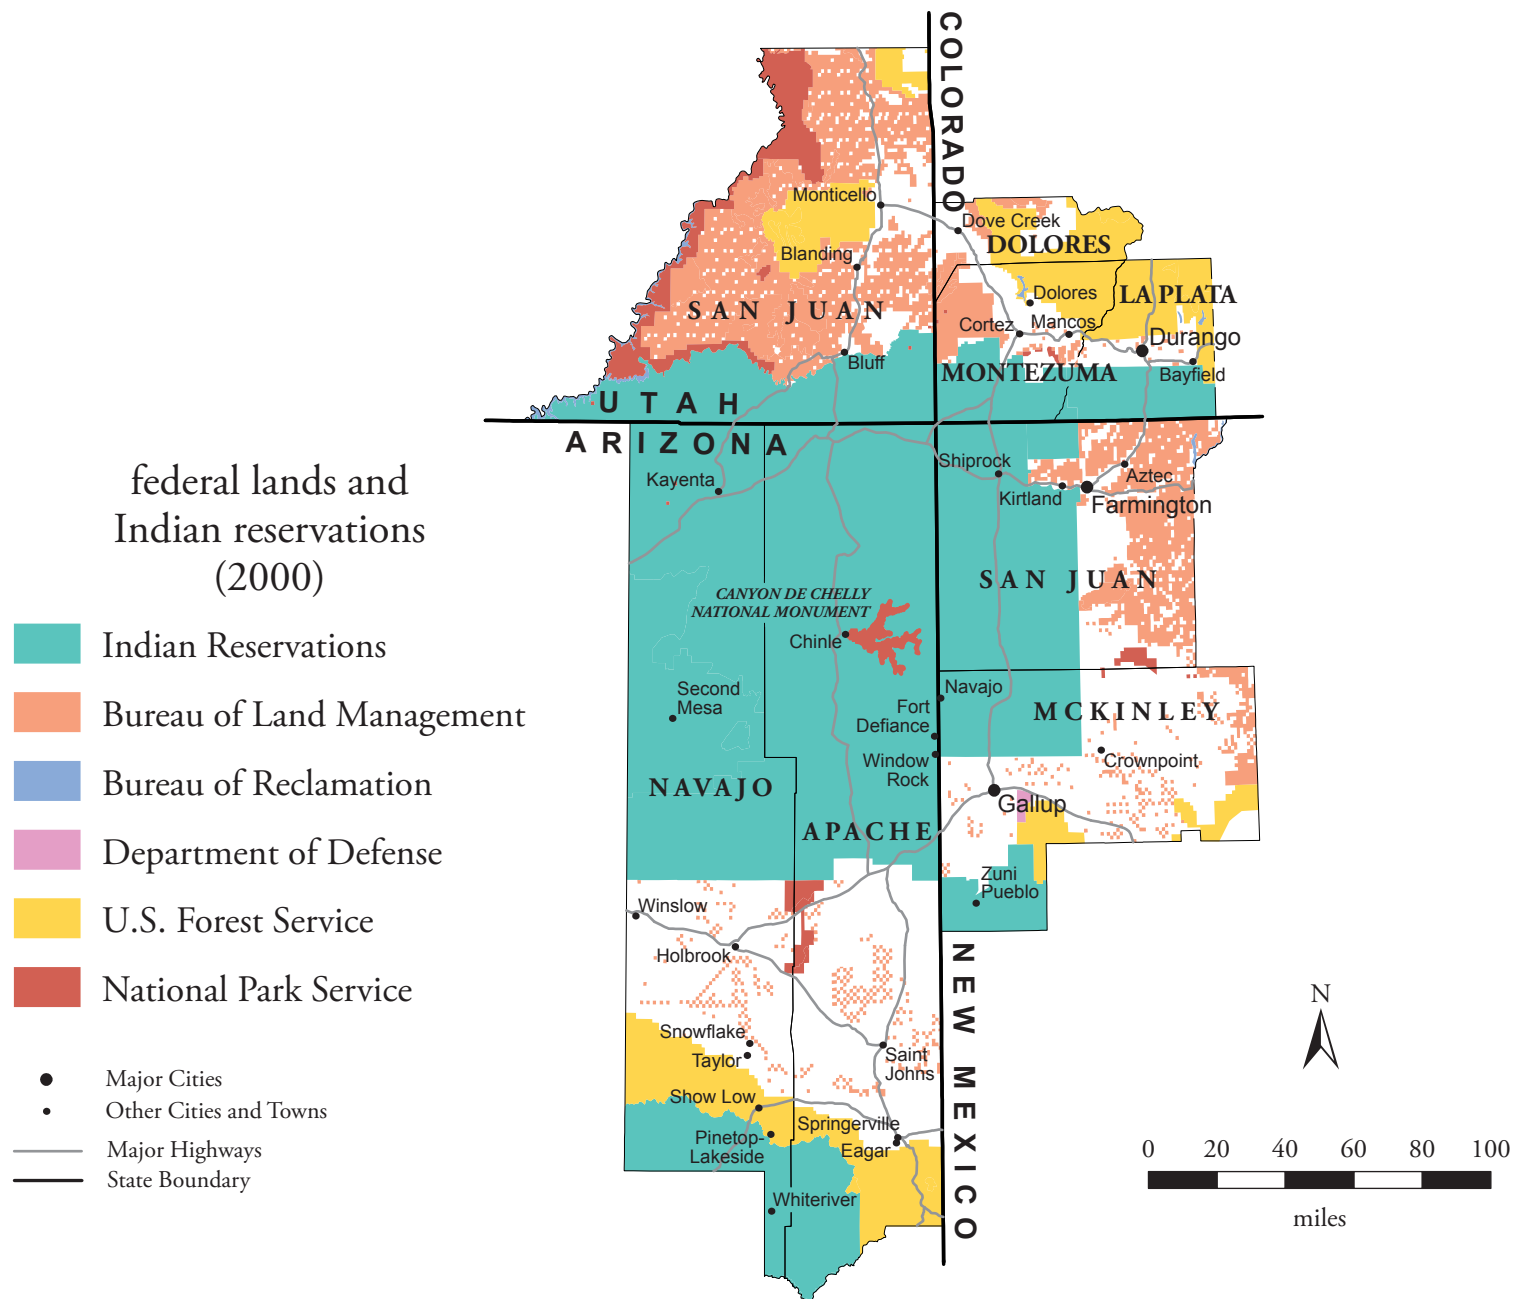 federal lands and
Indian reservations
(2000)
Indian Reservations
Bureau of Land Management
Bureau of Reclamation
Department of Defense
U.S. Forest Service
National Park Service
Major Cities
Other Cities and Towns
Major Highways
State Boundary
COLORADO
Monticello
Dove Creek
DOLORES
Blanding
Dolores
LA PLATA
SAN JUAN
Cortez
Mancos
Durango
Bluff
MONTEZUMA
Bayfield
UTAH
ARIZONA
Kayenta
Shiprock
Aztec
Kirtland
Farmington
SAN JUAN
CANYON DE CHELLY
NATIONAL MONUMENT
Chinle
Second
Mesa
Navajo
Fort
Defiance
MCKINLEY
Window
Rock
Crownpoint
NAVAJO
Gallup
APACHE
Zuni
Pueblo
Winslow
Holbrook
NEW MEXICO
Snowflake
Taylor
Saint
Johns
Show Low
Springerville
Pinetop-
Lakeside
Eagar
Whiteriver
N
0 20 40 60 80 100
miles